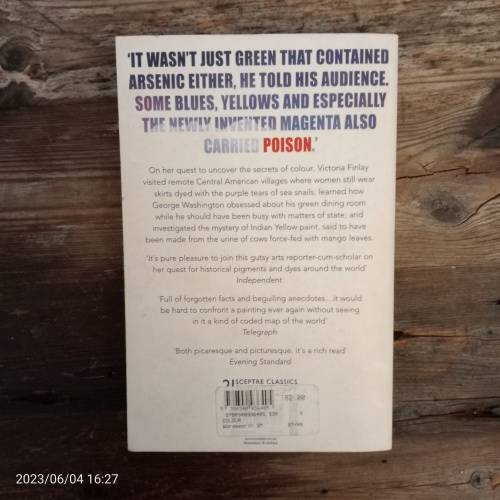 ‘IT WASN'T JUST GREEN THAT CONTAINED
ARSENIC EITHER, HE TOLD HIS AUDIENCE.
SOME BLUES, YELLOWS AND ESPECIALLY
THE NEWLY INVENTED MAGENTA ALSO
CARRIED POISON.’
On her quest to uncover the secrets of colour, Victoria Finlay
visited remote Central American villages where women still wear
skirts dyed with the purple tears of sea snails; learned how
George Washington obsessed about his green dining room
while he should have been busy with matters of state; and
investigated the mystery of Indian Yellow paint, said to have
been made from the urine of cows force-fed with mango leaves.
‘It's pure pleasure to join this gutsy arts reporter-cum-scholar on
her quest for historical pigments and dyes around the world’
Independent
‘Full of forgotten facts and beguiling anecdotes...it would
be hard to confront a painting ever again without seeing
in it a kind of coded map of the world’
Telegraph
‘Both picaresque and picturesque, it's a rich read’
Evening Standard
21 SCEPTRE CLASSICS
COLOUR
2023/06/04 16:27